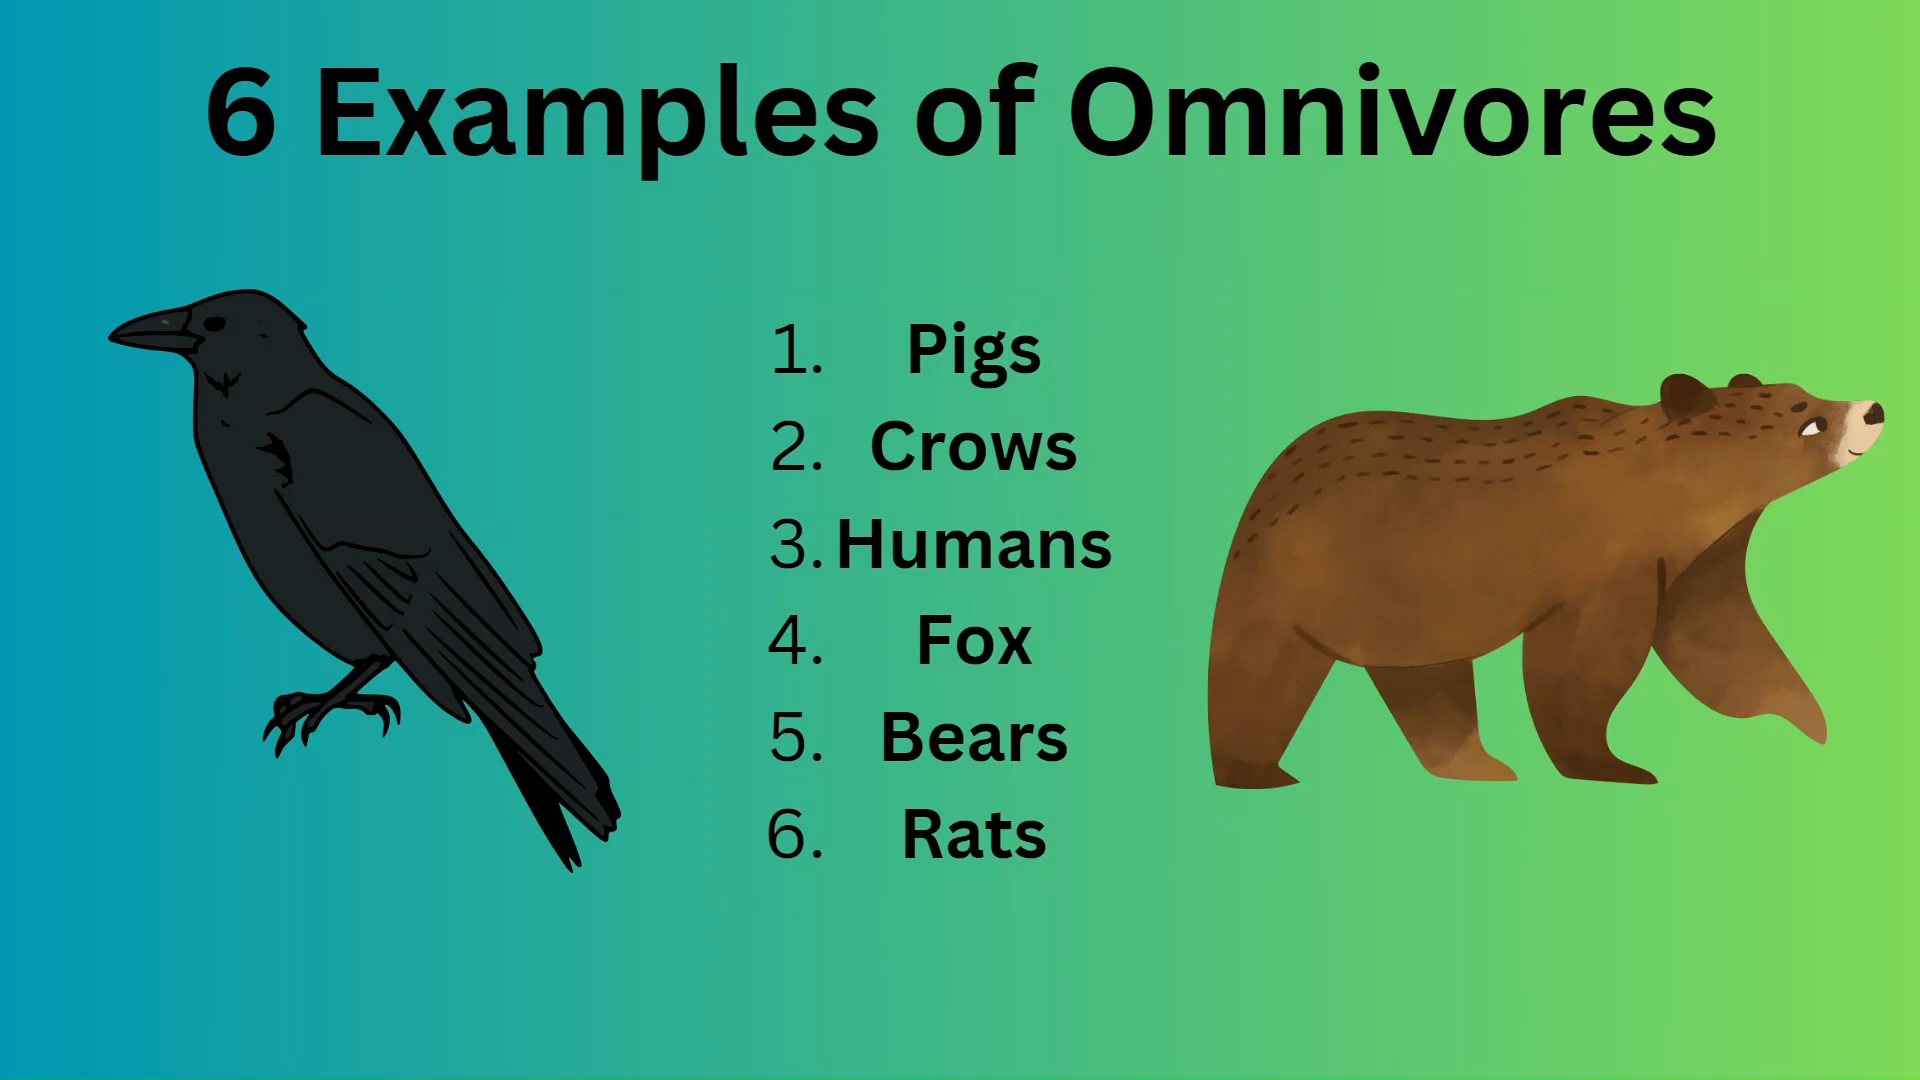 6 Examples of Omnivores
1. Pigs
2. Crows
3. Humans
4. Fox
5. Bears
6. Rats